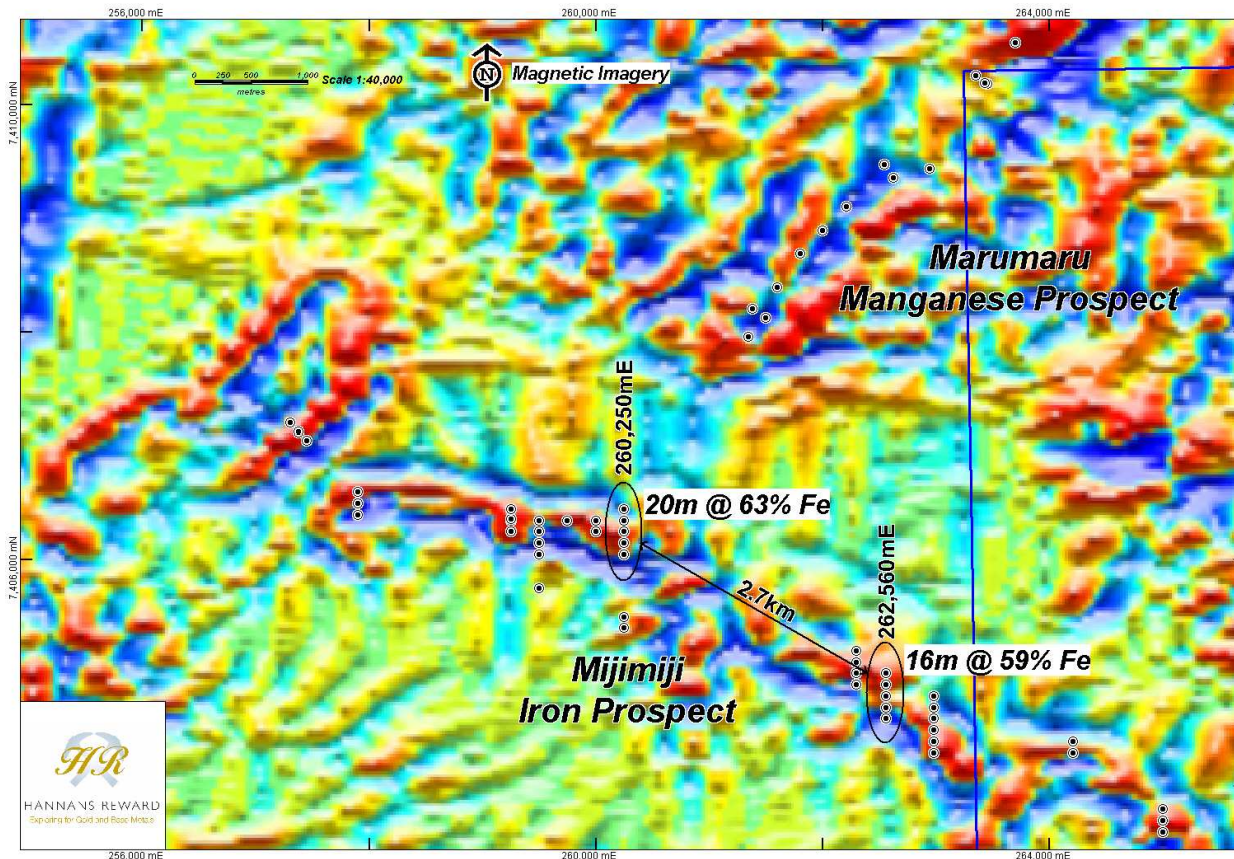 256,000 mE
260,000 mE
264,000 mE
0 250 500 1,000 Scale 1:40,000
metres
N
Magnetic Imagery
7,410,000 mN
Marumaru
Manganese Prospect
260,250mE
20m @ 63% Fe
7,406,000 mN
2.7km
262,560mE
16m @ 59% Fe
Mijimiji
Iron Prospect
HR
HANNANS REWARD
Exploring for Gold and Base Metals
256,000 mE
260,000 mE
264,000 mE